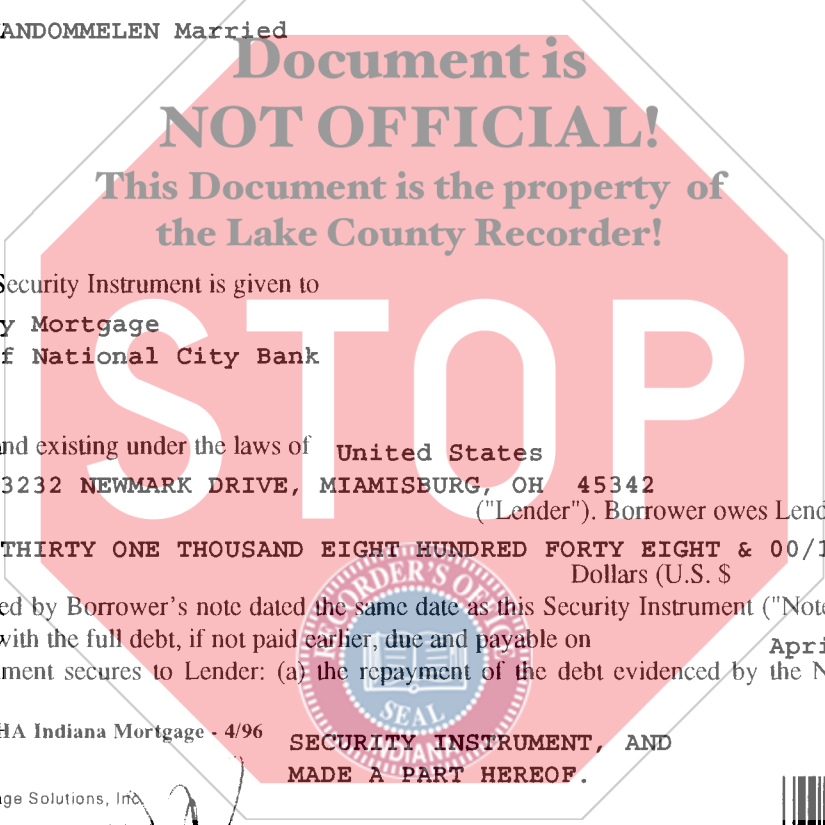 ANDOMMELEN Married
Document is
NOT OFFICIAL!
This Document is the property of
the Lake County Recorder!
Security Instrument is given to
y Mortgage
f National City Bank
STOP
nd existing under the laws of United States
3232 NEWMARK DRIVE, MIAMISBURG, OH 45342
("Lender"). Borrower owes Lend
THIRTY ONE THOUSAND EIGHT HUNDRED FORTY EIGHT & 00/1
Dollars (U.S. $
ed by Borrower's note dated the same date as this Security Instrument ("Note
with the full debt, if not paid earlier, due and payable on Apri
ment secures to Lender: (a) the repayment of the debt evidenced by the N
RECORDER'S OFFICE
SEAL
INDIANA
HA Indiana Mortgage - 4/96
SECURITY INSTRUMENT, AND
MADE A PART HEREOF.
ge Solutions, Inc.